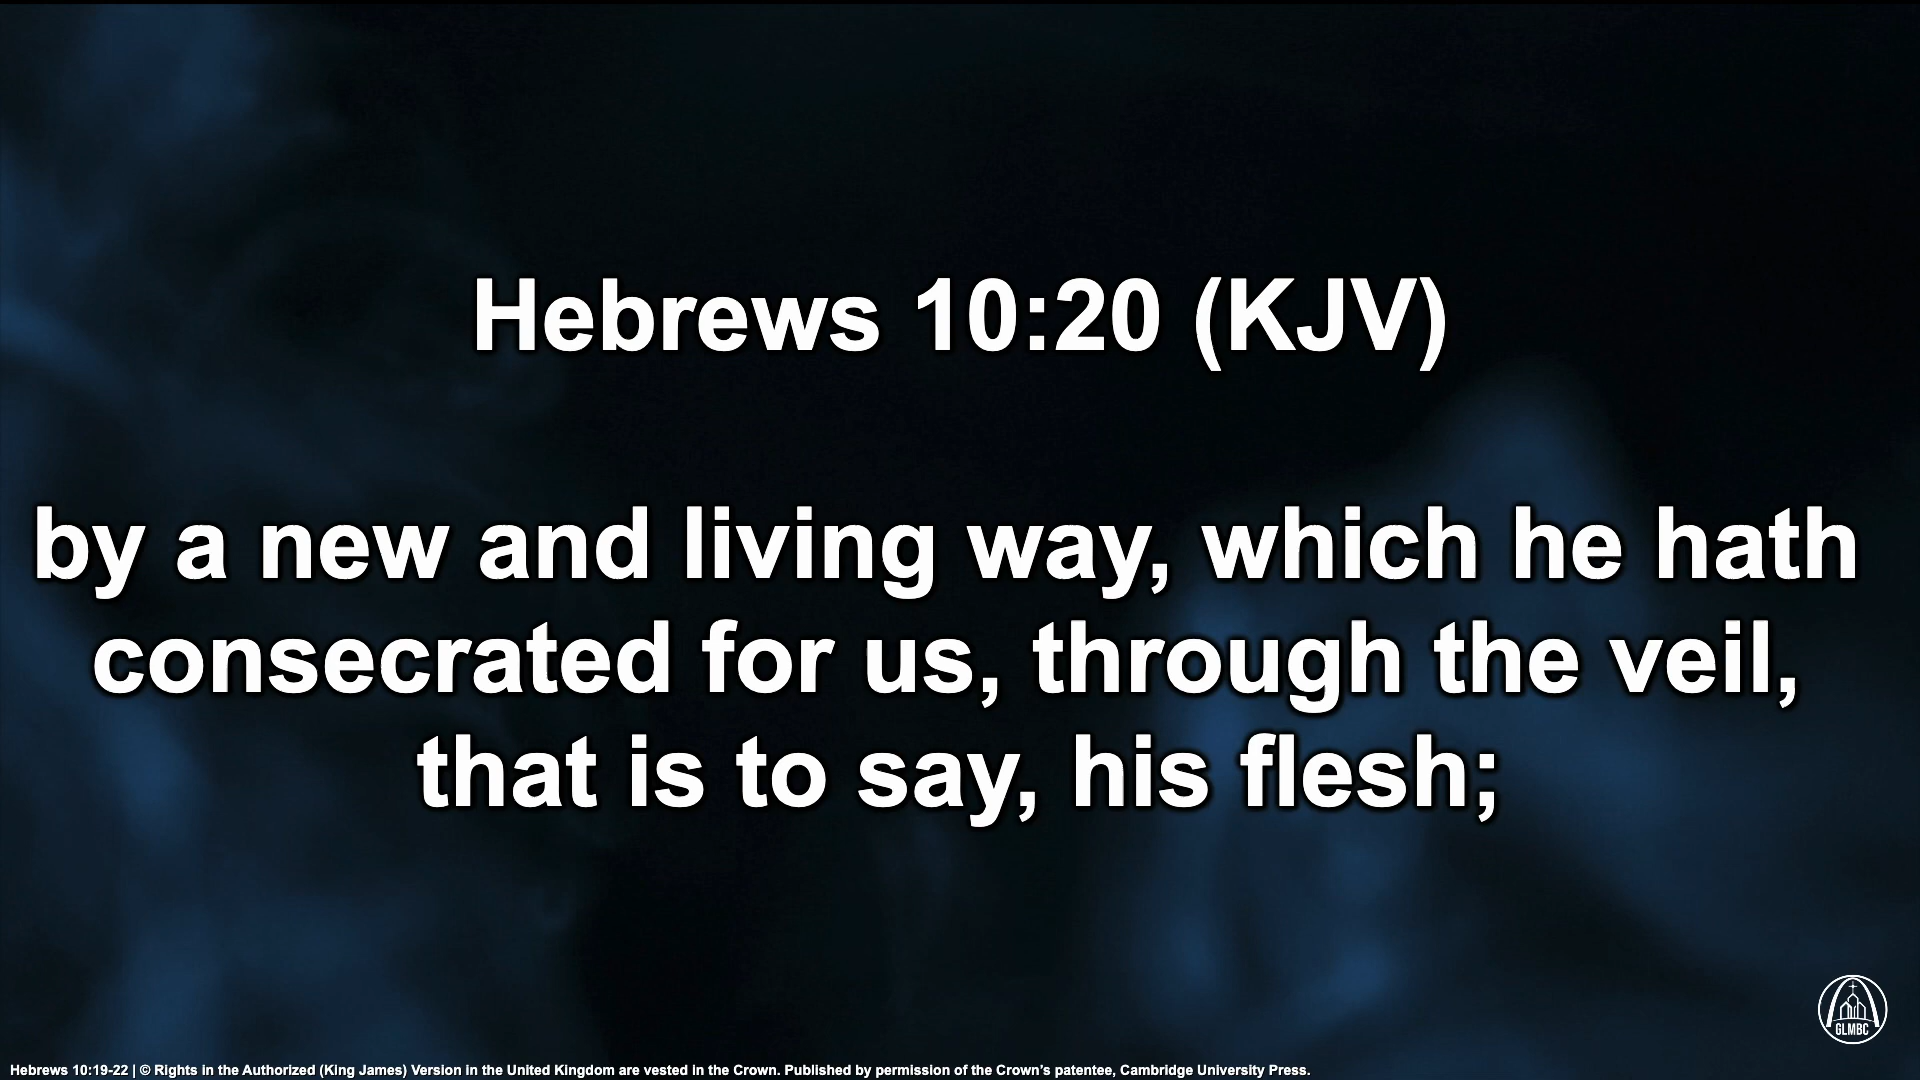 Hebrews 10:20 (KJV)
by a new and living way, which he hath
consecrated for us, through the veil,
that is to say, his flesh;
GLMBC
Hebrews 10:19-22 | © Rights in the Authorized (King James) Version in the United Kingdom are vested in the Crown. Published by permission of the Crown’s patentee, Cambridge University Press.